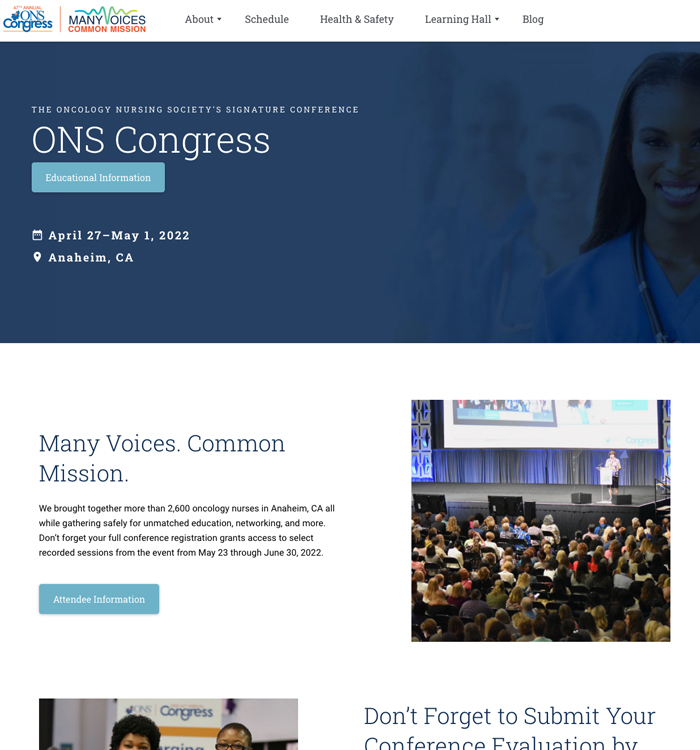 47TH ANNUAL
ONS
Congress
MANY VOICES
COMMON MISSION
About
Schedule
Health & Safety
Learning Hall
Blog
THE ONCOLOGY NURSING SOCIETY'S SIGNATURE CONFERENCE
ONS Congress
Educational Information
April 27–May 1, 2022
Anaheim, CA
Many Voices. Common
Mission.
We brought together more than 2,600 oncology nurses in Anaheim, CA all
while gathering safely for unmatched education, networking, and more.
Don't forget your full conference registration grants access to select
recorded sessions from the event from May 23 through June 30, 2022.
Attendee Information
Congress
ONS
Congress
Don't Forget to Submit Your
Conference Evaluation by